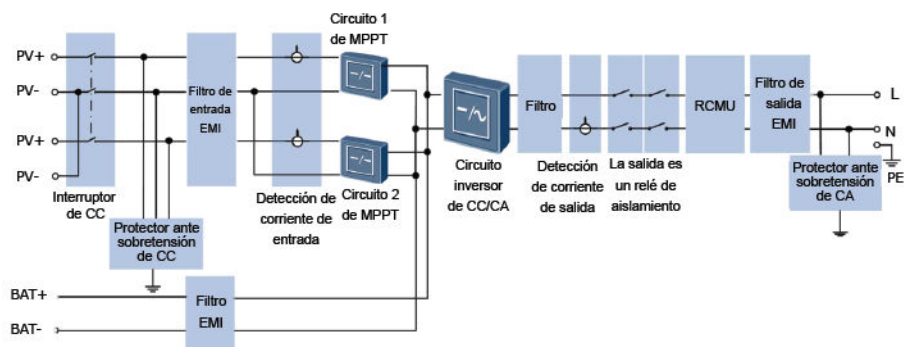 PV+
PV-
PV+
PV-
Interruptor
de CC
Protector ante
sobretensión
de CC
Filtro de
entrada
EMI
Detección de
corriente de
entrada
Circuito 1
de MPPT
Circuito 2
de MPPT
BAT+
BAT-
Filtro
EMI
Circuito
inversor
de CC/CA
Filtro
Detección
de corriente
de salida
La salida es
un relé de
aislamiento
RCMU
Filtro de
salida
EMI
L
N
PE
Protector ante
sobretensión
de CA